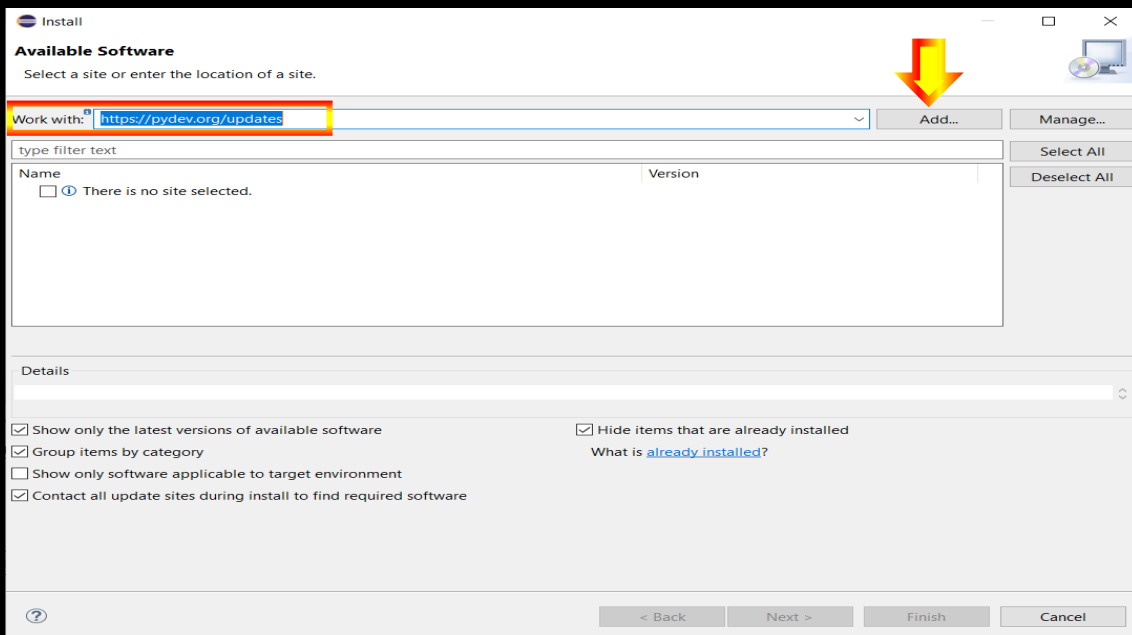 Install
Available Software
Select a site or enter the location of a site.
Work with: https://pydev.org/updates Add... Manage...
type filter text Select All
Name Version Deselect All
There is no site selected.
Details
Show only the latest versions of available software Hide items that are already installed
Group items by category What is already installed?
Show only software applicable to target environment
Contact all update sites during install to find required software
? < Back Next > Finish Cancel